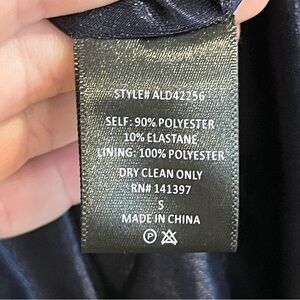 STYLE# ALD42256
SELF: 90% POLYESTER
10% ELASTANE
LINING: 100% POLYESTER
DRY CLEAN ONLY
RN# 141397
S
MADE IN CHINA
P